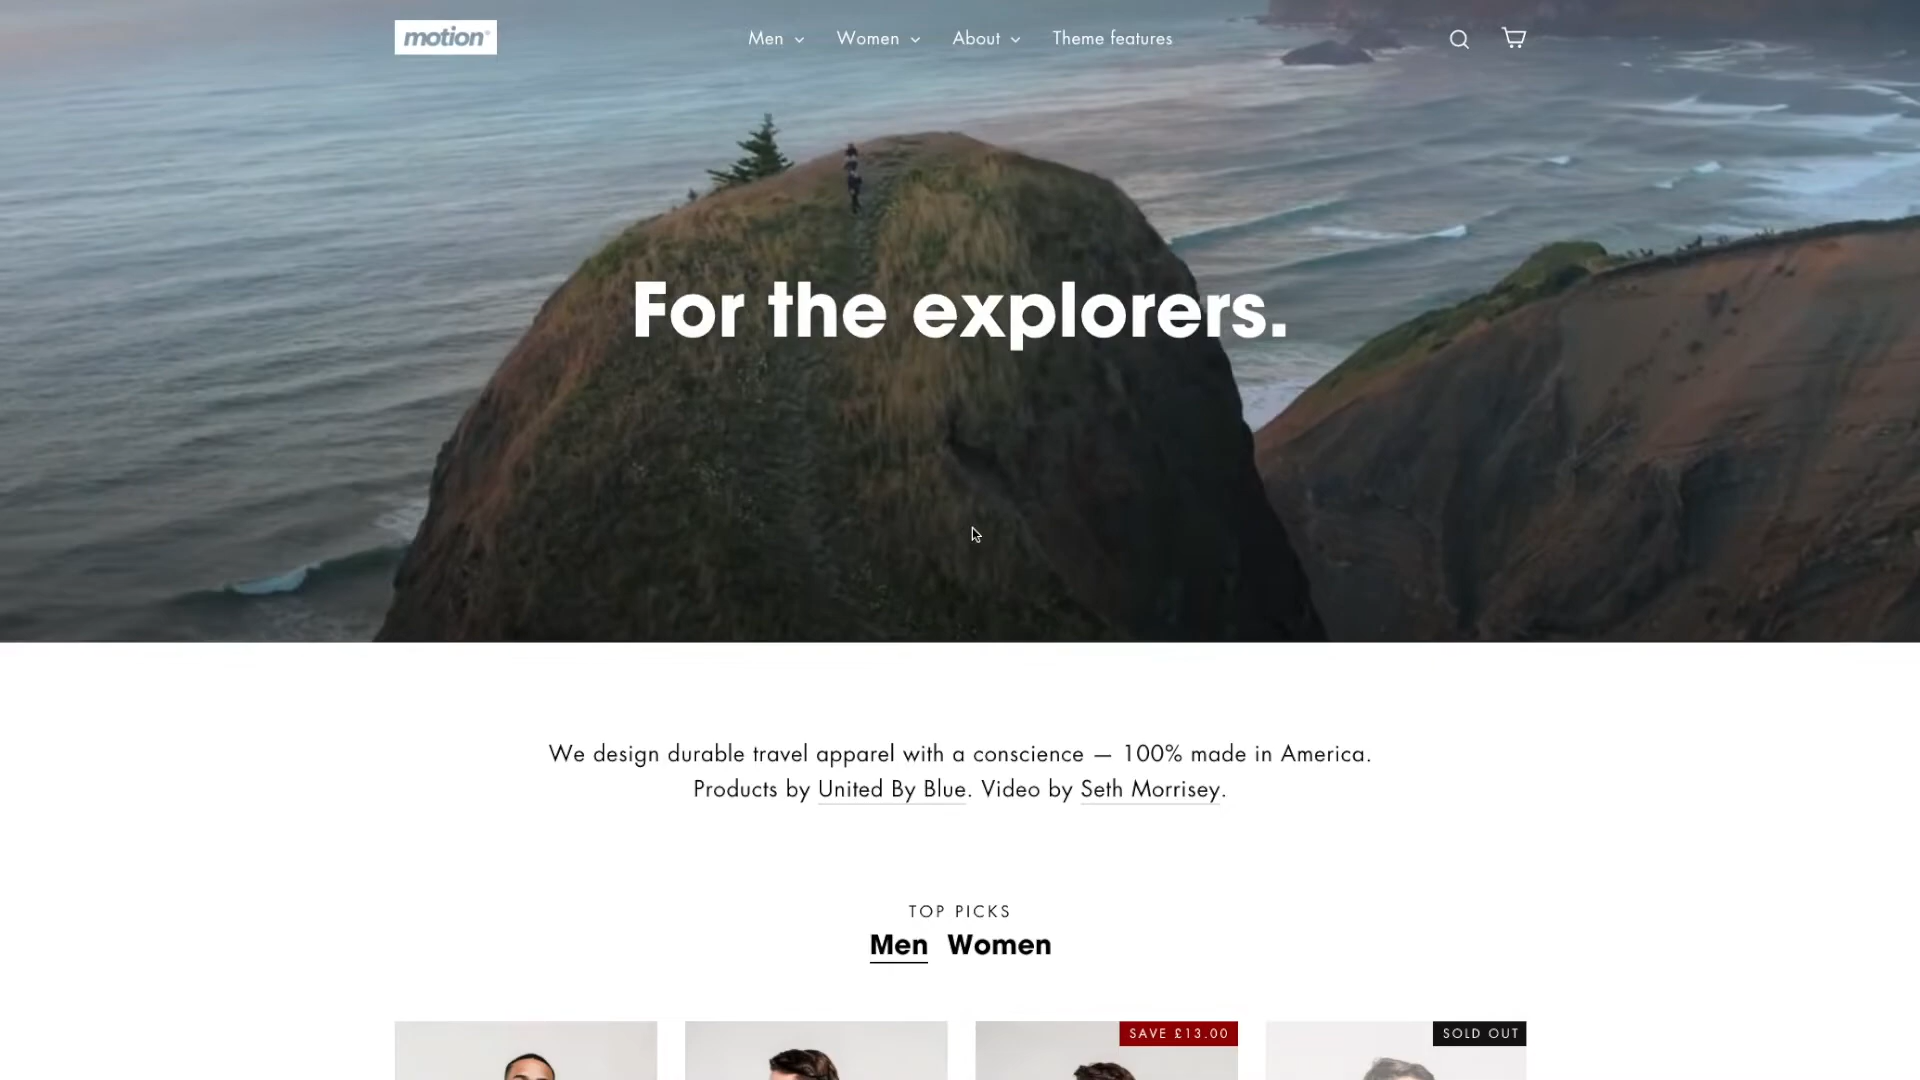 motion
Men
Women
About
Theme features
For the explorers.
We design durable travel apparel with a conscience — 100% made in America.
Products by United By Blue. Video by Seth Morrisey.
TOP PICKS
Men Women
SAVE £13.00
SOLD OUT